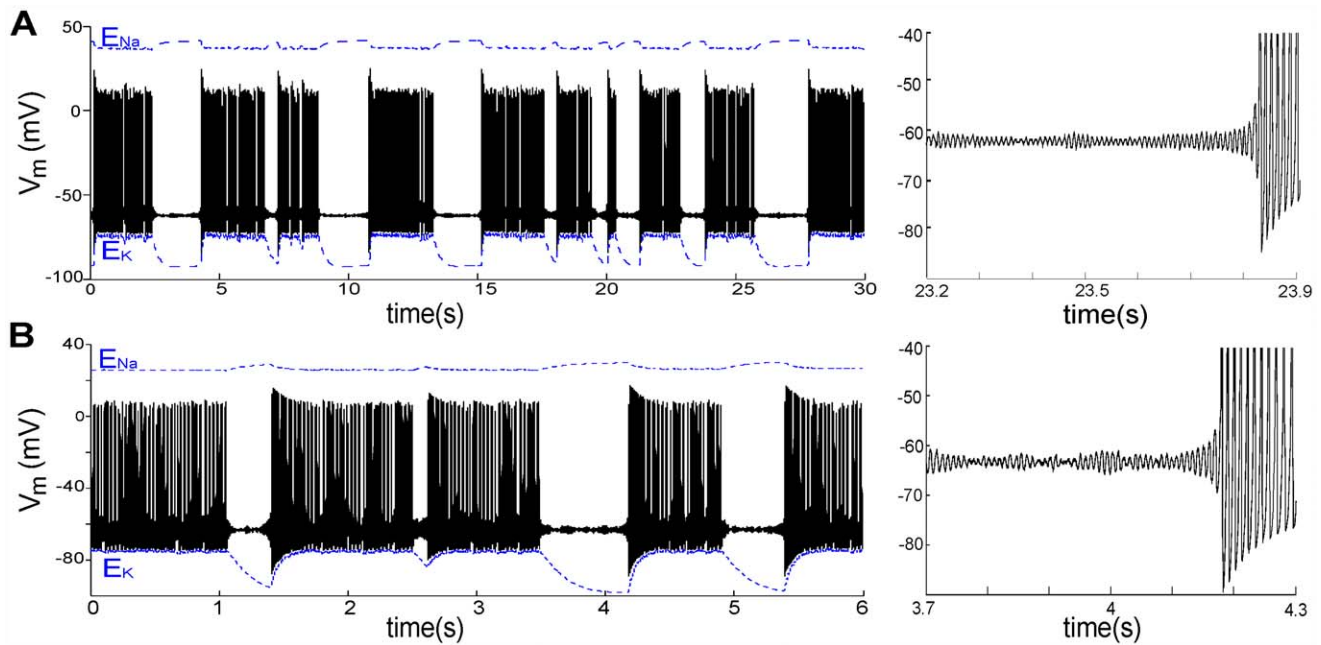 A
50
0
-50
-100
V_m (mV)
E_Na
E_K
0 5 10 15 20 25 30
time(s)
-40
-50
-60
-70
-80
23.2 23.5 23.9
time(s)
B
40
0
-40
-80
V_m (mV)
E_Na
E_K
0 1 2 3 4 5 6
time(s)
-40
-50
-60
-70
-80
3.7 4 4.3
time(s)